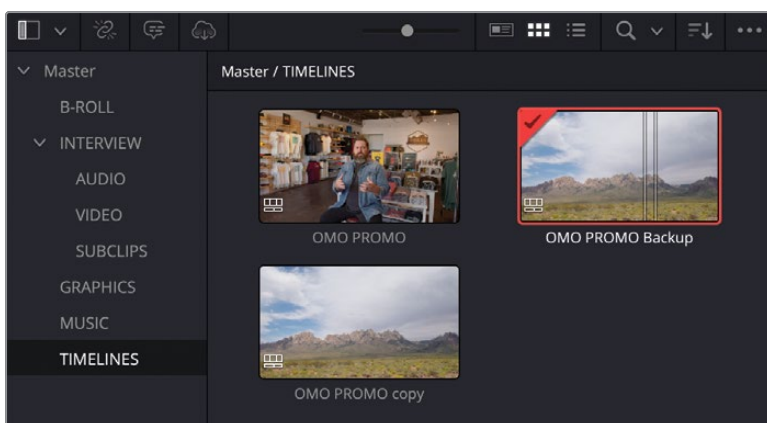 Master
Master / TIMELINES
B-ROLL
INTERVIEW
AUDIO
VIDEO
SUBCLIPS
GRAPHICS
MUSIC
TIMELINES
OMO PROMO
OMO PROMO Backup
OMO PROMO copy